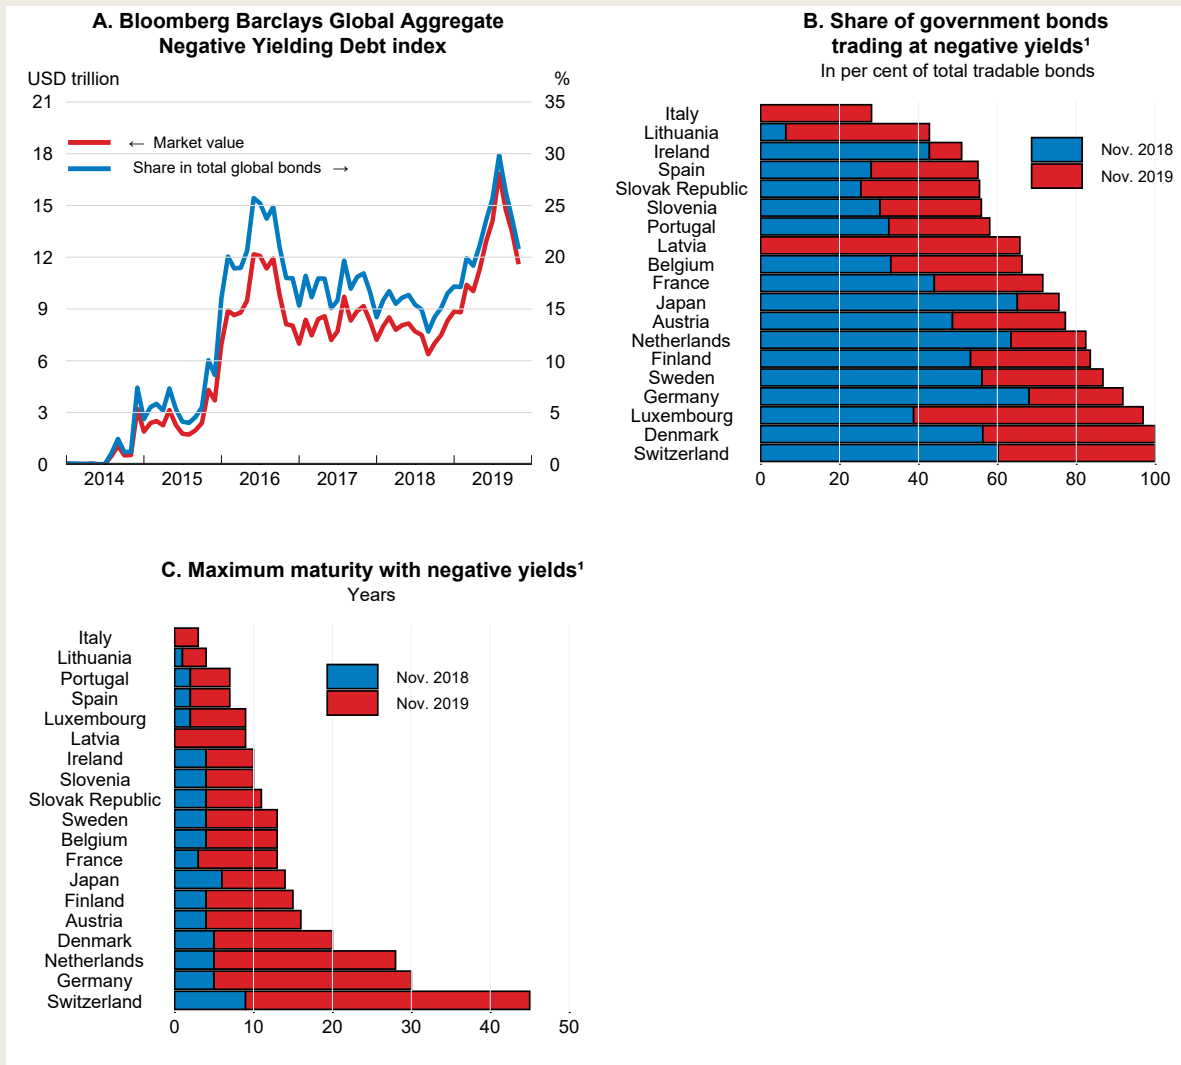 A. Bloomberg Barclays Global Aggregate
Negative Yielding Debt index
USD trillion
%
21
18
15
12
9
6
3
0
35
30
25
20
15
10
5
0
← Market value
Share in total global bonds →
2014 2015 2016 2017 2018 2019
B. Share of government bonds
trading at negative yields¹
In per cent of total tradable bonds
Italy
Lithuania
Ireland
Spain
Slovak Republic
Slovenia
Portugal
Latvia
Belgium
France
Japan
Austria
Netherlands
Finland
Sweden
Germany
Luxembourg
Denmark
Switzerland
Nov. 2018
Nov. 2019
0 20 40 60 80 100
C. Maximum maturity with negative yields¹
Years
Italy
Lithuania
Portugal
Spain
Luxembourg
Latvia
Ireland
Slovenia
Slovak Republic
Sweden
Belgium
France
Japan
Finland
Austria
Denmark
Netherlands
Germany
Switzerland
Nov. 2018
Nov. 2019
0 10 20 30 40 50